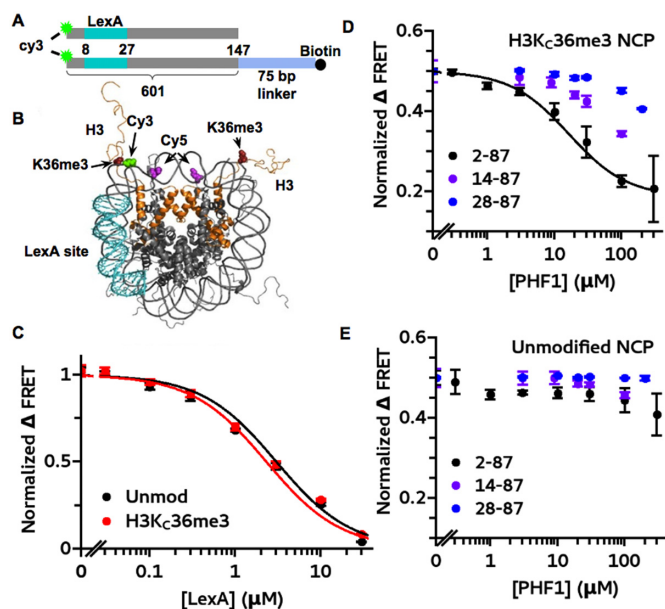 A
LexA
cy3
8 27 147
Biotin
601
75 bp
linker
B
H3
Cy3
Cy5
K36me3
K36me3
H3
LexA site
C
Normalized Δ FRET
1
0.5
0
Unmod
H3Kc36me3
0 0.1 1 10
[LexA] (μM)
D
H3Kc36me3 NCP
Normalized Δ FRET
0.6
0.4
0.2
2-87
14-87
28-87
0 1 10 100
[PHF1] (μM)
E
Unmodified NCP
Normalized Δ FRET
0.6
0.4
0.2
2-87
14-87
28-87
0 1 10 100
[PHF1] (μM)